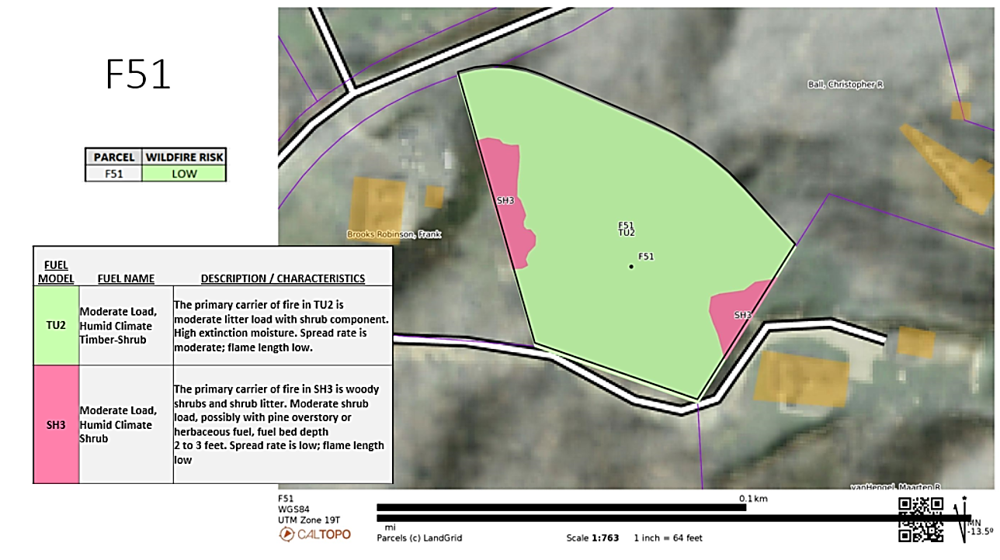 F51
PARCEL WILDFIRE RISK
F51 LOW
FUEL MODEL FUEL NAME DESCRIPTION / CHARACTERISTICS
TU2
Moderate Load,
Humid Climate
Timber-Shrub
The primary carrier of fire in TU2 is
moderate litter load with shrub component.
High extinction moisture. Spread rate is
moderate; flame length low.
SH3
Moderate Load,
Humid Climate
Shrub
The primary carrier of fire in SH3 is woody
shrubs and shrub litter. Moderate shrub
load, possibly with pine overstory or
herbaceous fuel, fuel bed depth
2 to 3 feet. Spread rate is low; flame length
low
Ball, Christopher R
SH3
Brooks Robinson, Frank
F51
TU2
F51
SH3
vanHengel, Maarten R
F51
WGS84
UTM Zone 19T
CALTOPO
0.1 km
mi
Parcels (c) LandGrid
Scale 1:763 1 inch = 64 feet
MN
-13.5°